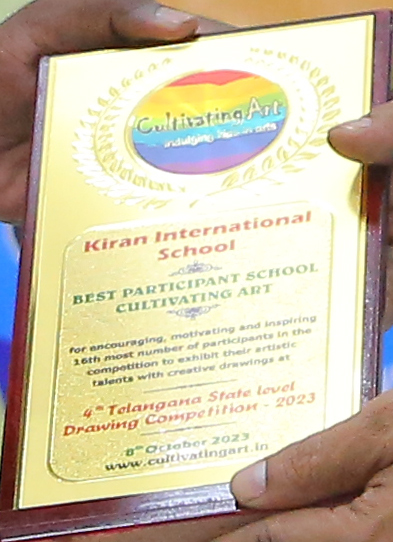 Cultivating Art
Kiran International
School
BEST PARTICIPANT SCHOOL
CULTIVATING ART
for encouraging, motivating and inspiring
16th most number of participants in the
competition to exhibit their artistic
talents with creative drawings at
4th Telangana State level
Drawing Competition - 2023
8th October 2023
www.cultivatingart.in